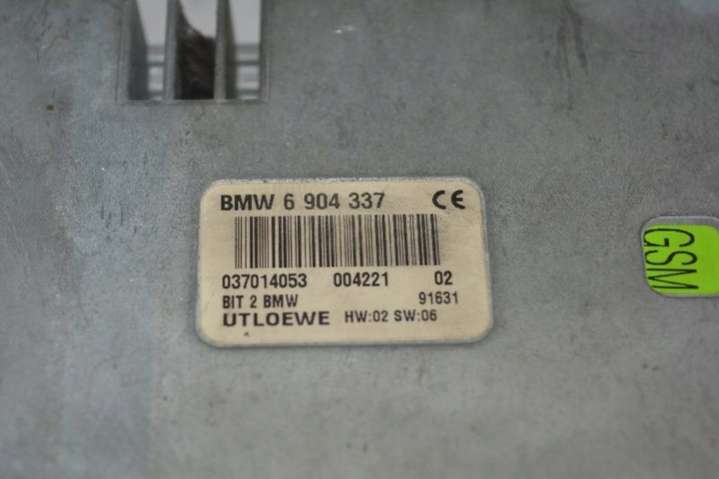 BMW 6 904 337 CE
037014053 004221 02
BIT 2 BMW 91631
UTLOEWE HW:02 SW:06
GSM